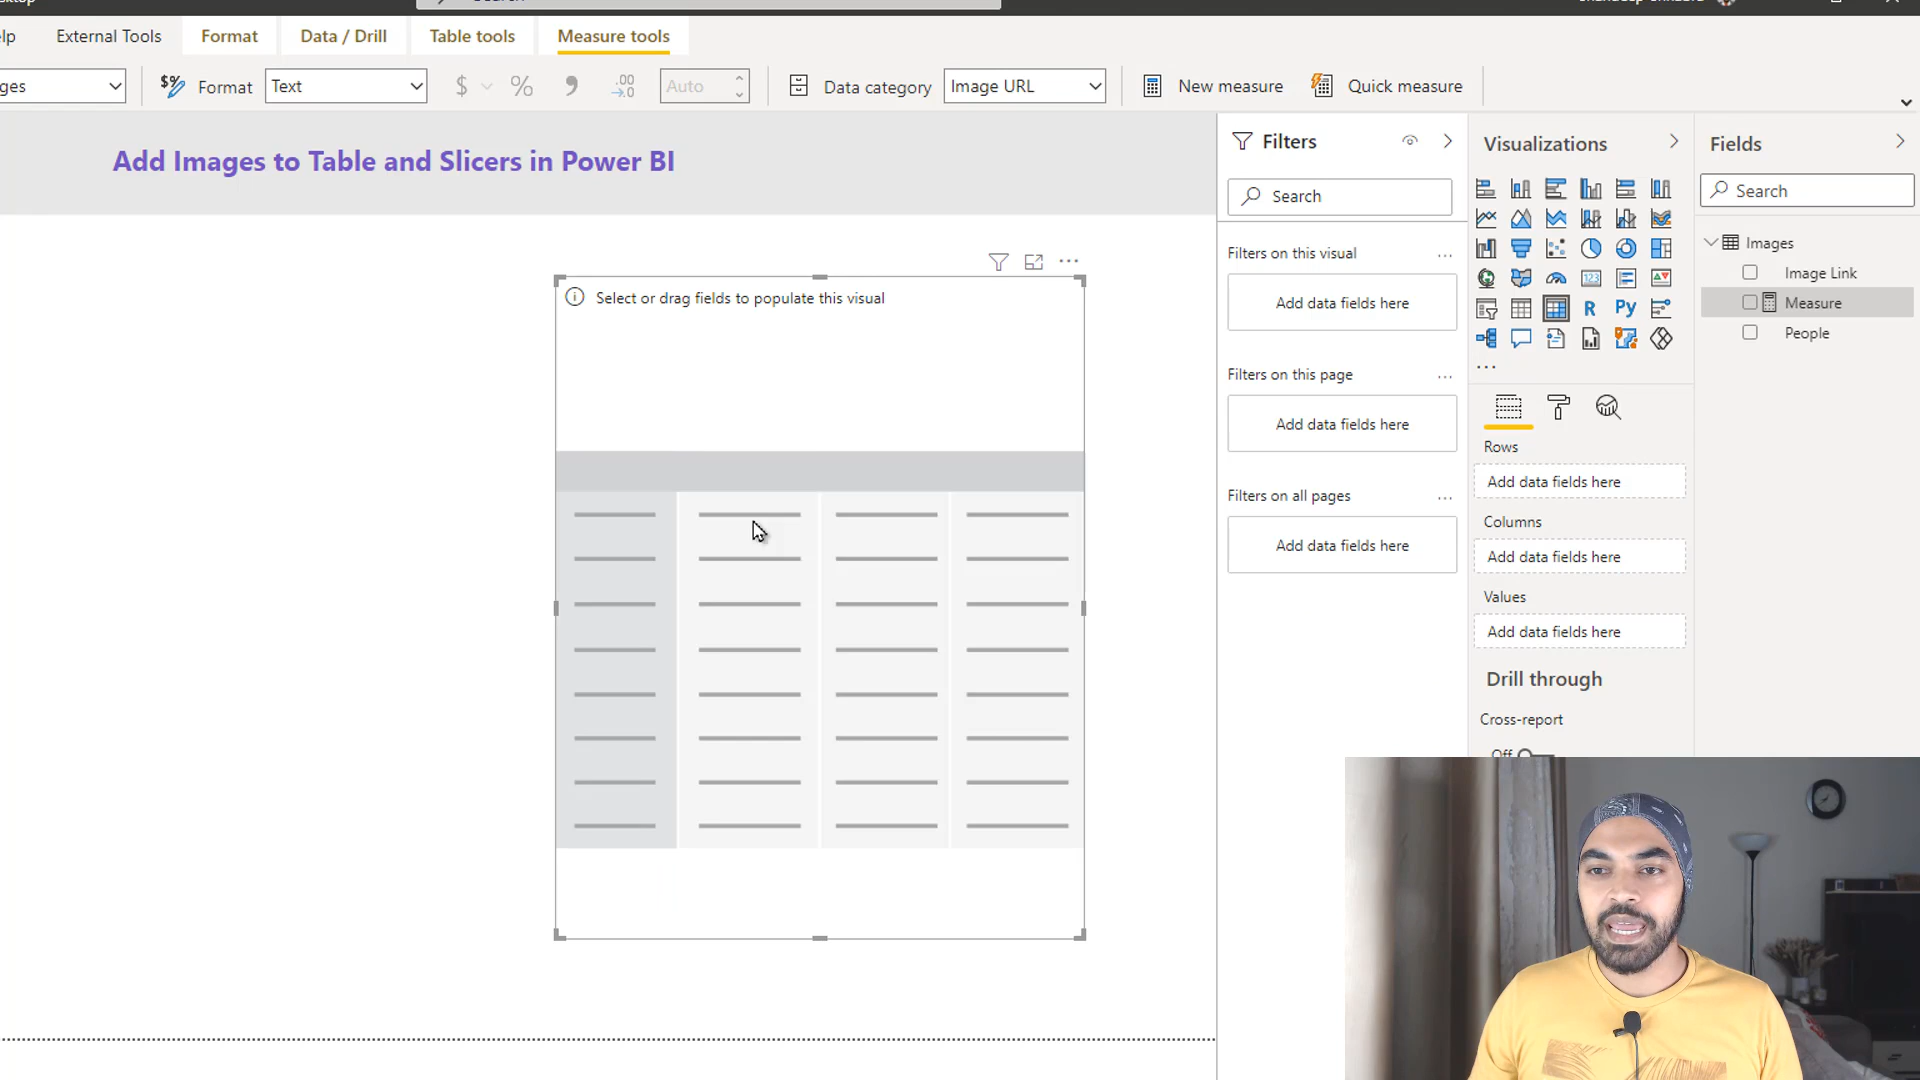 External Tools
Format
Data / Drill
Table tools
Measure tools
Format
Text
$
%
Auto
Data category
Image URL
New measure
Quick measure
Add Images to Table and Slicers in Power BI
Select or drag fields to populate this visual
Filters
Search
Filters on this visual
...
Add data fields here
Filters on this page
...
Add data fields here
Filters on all pages
...
Add data fields here
Visualizations
123
R
Py
...
Rows
Add data fields here
Columns
Add data fields here
Values
Add data fields here
Drill through
Cross-report
Off
Fields
Search
Images
Image Link
Measure
People